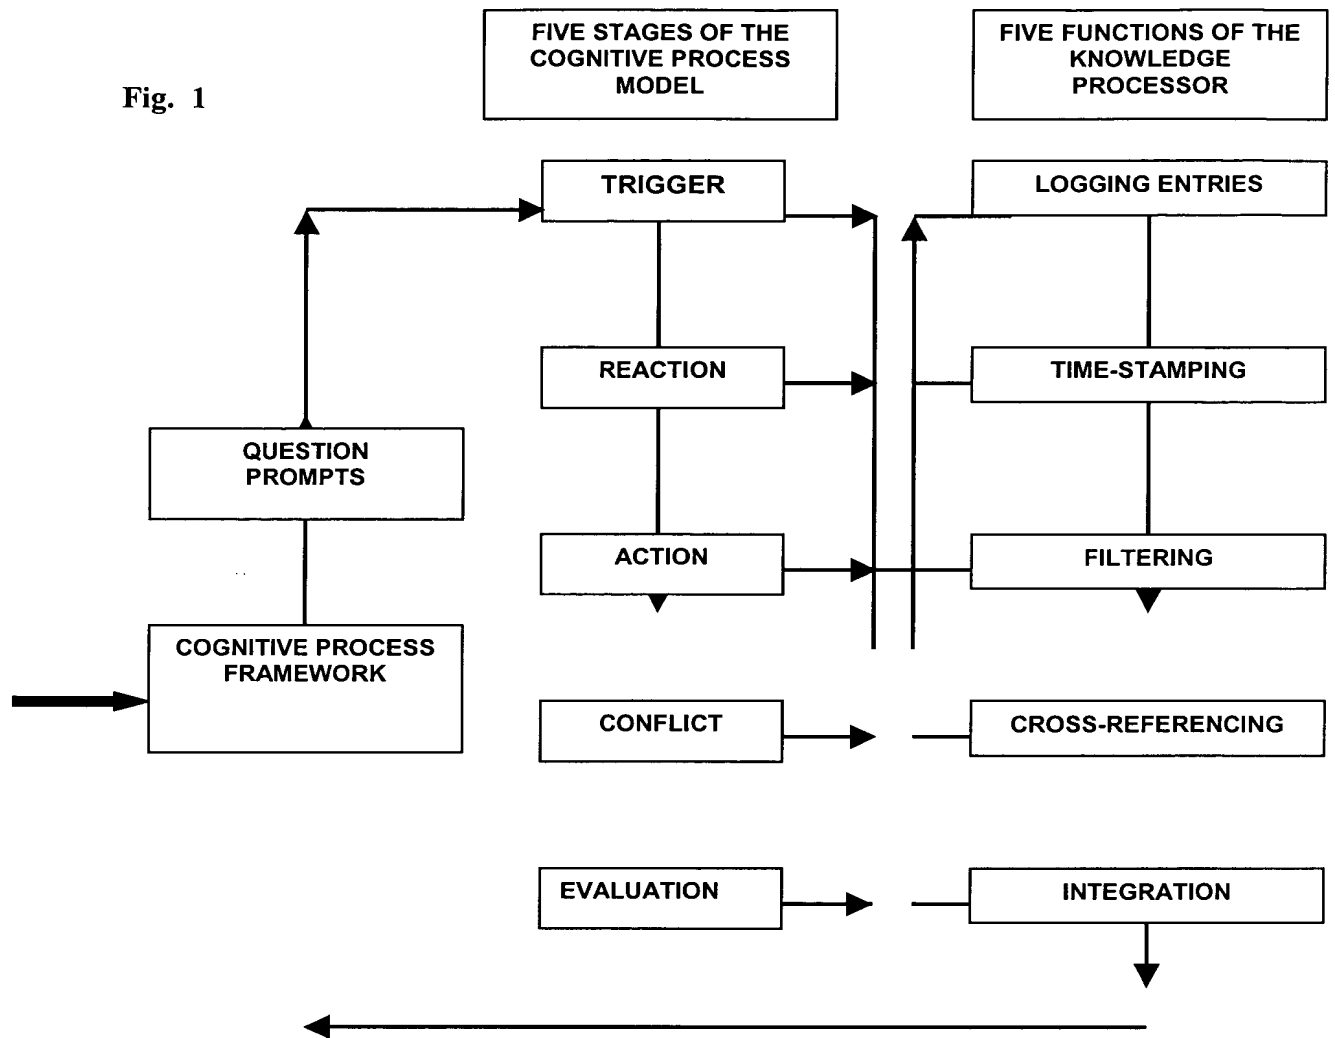 FIVE STAGES OF THE
COGNITIVE PROCESS
MODEL
FIVE FUNCTIONS OF THE
KNOWLEDGE
PROCESSOR
Fig. 1
TRIGGER
LOGGING ENTRIES
REACTION
TIME-STAMPING
QUESTION
PROMPTS
ACTION
FILTERING
COGNITIVE PROCESS
FRAMEWORK
CONFLICT
CROSS-REFERENCING
EVALUATION
INTEGRATION